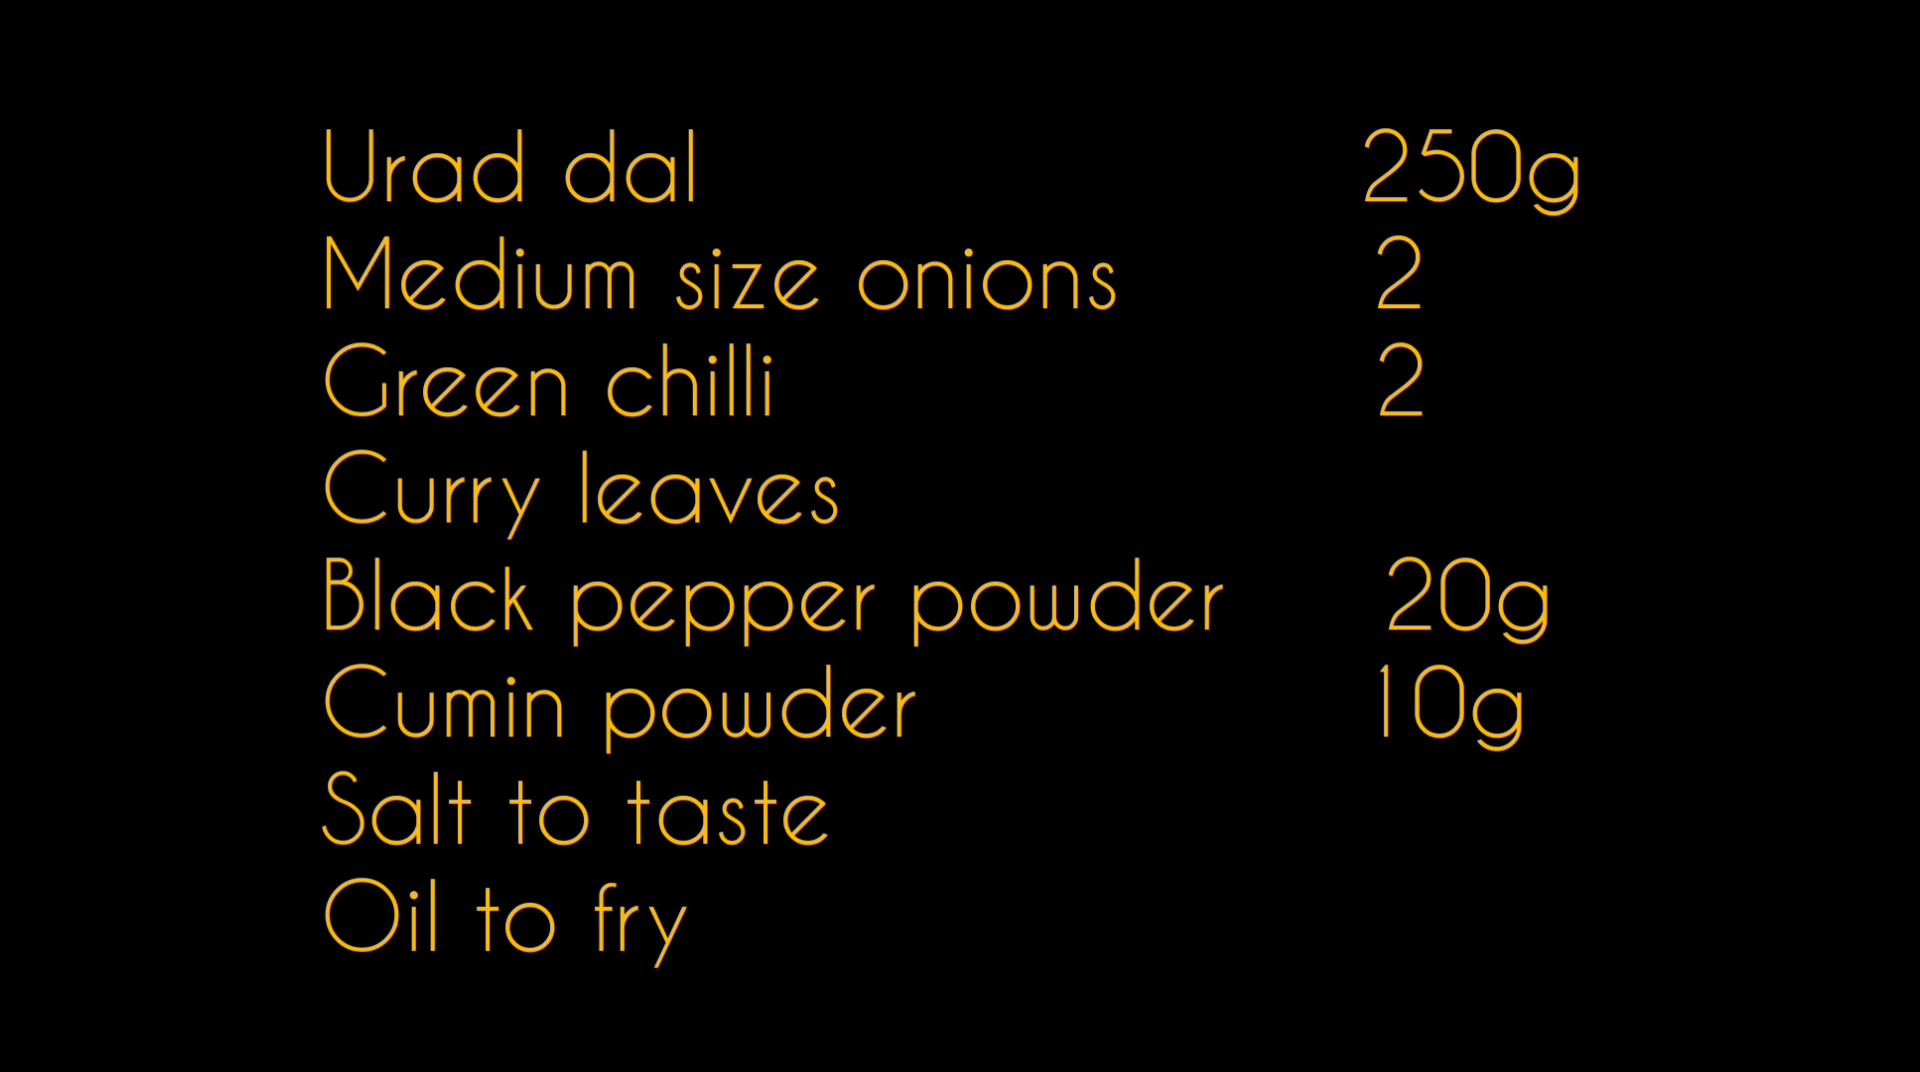 Urad dal 250g
Medium size onions 2
Green chilli 2
Curry leaves
Black pepper powder 20g
Cumin powder 10g
Salt to taste
Oil to fry